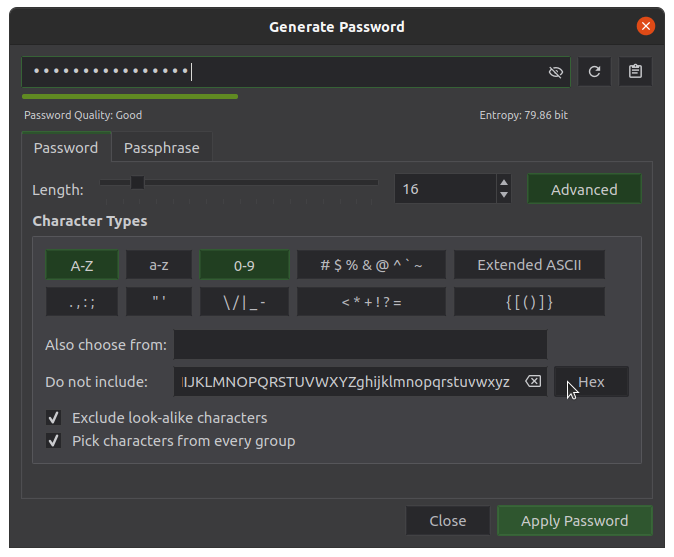 Generate Password
Password Quality: Good Entropy: 79.86 bit
Password Passphrase
Length: 16 Advanced
Character Types
A-Z a-z 0-9 # $ % & @ ^ ` ~ Extended ASCII
. , : ; " ' \ / | _ - < * + ! ? = { [ ( ) ] }
Also choose from:
Do not include: IJKLMNOPQRSTUVWXYZghijklmnopqrstuvwxyz Hex
Exclude look-alike characters
Pick characters from every group
Close Apply Password